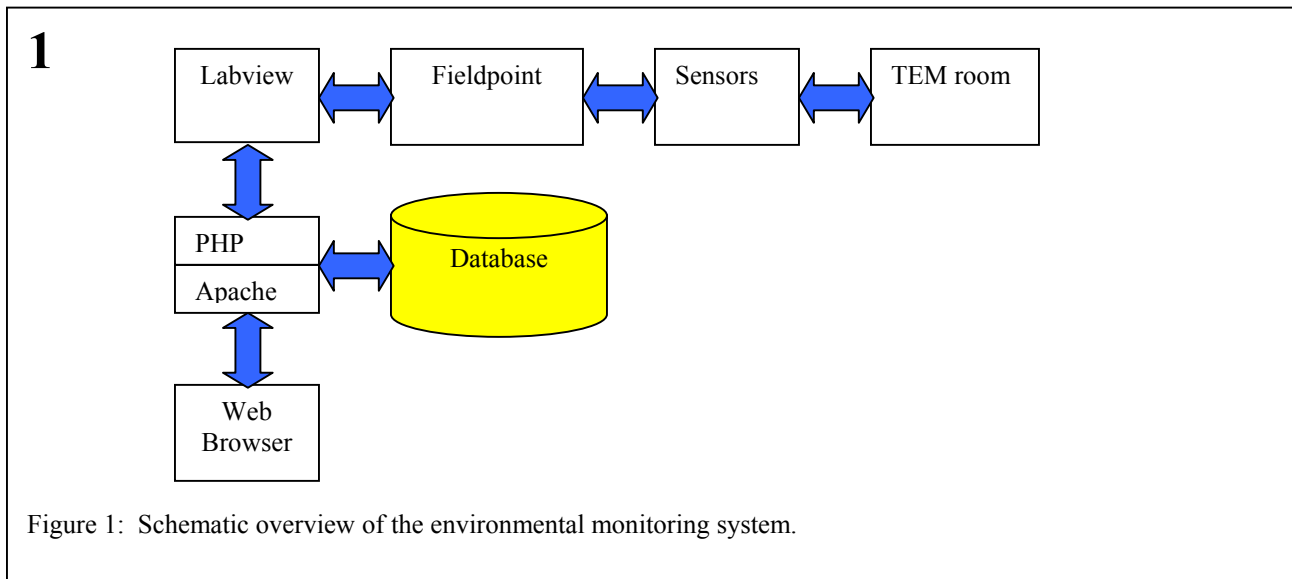 1
Labview
Fieldpoint
Sensors
TEM room
PHP
Apache
Database
Web
Browser
Figure 1: Schematic overview of the environmental monitoring system.